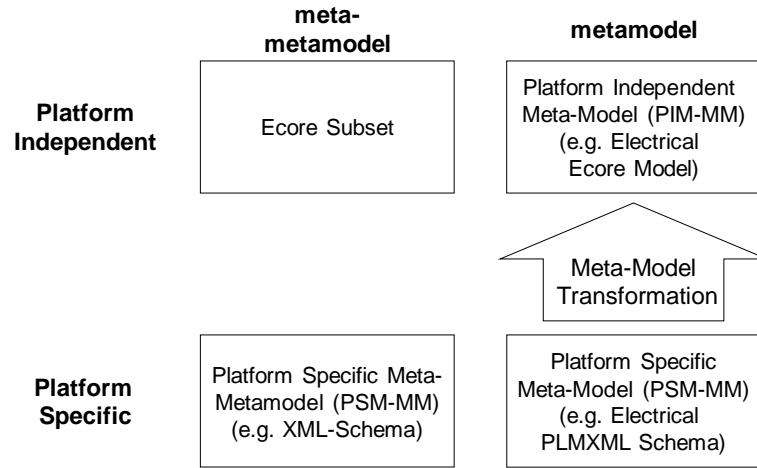 meta-
metamodel
metamodel
Platform
Independent
Ecore Subset
Platform Independent
Meta-Model (PIM-MM)
(e.g. Electrical
Ecore Model)
Meta-Model
Transformation
Platform
Specific
Platform Specific Meta-
Metamodel (PSM-MM)
(e.g. XML-Schema)
Platform Specific
Meta-Model (PSM-MM)
(e.g. Electrical
PLMXML Schema)